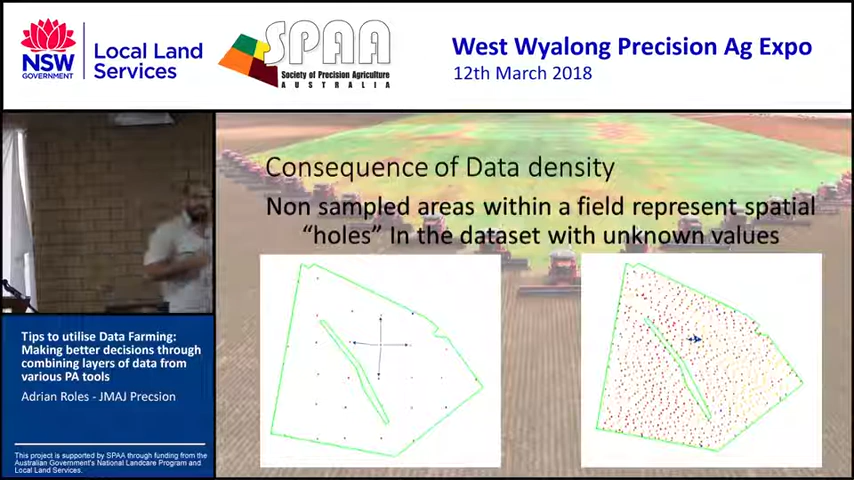 NSW
GOVERNMENT
Local Land
Services
SPAA
Society of Precision Agriculture
AUSTRALIA
West Wyalong Precision Ag Expo
12th March 2018
Consequence of Data density
Non sampled areas within a field represent spatial
“holes” In the dataset with unknown values
Tips to utilise Data Farming:
Making better decisions through
combining layers of data from
various PA tools
Adrian Roles - JMAJ Precsion
This project is supported by SPAA through funding from the
Australian Government's National Landcare Program and
Local Land Services.